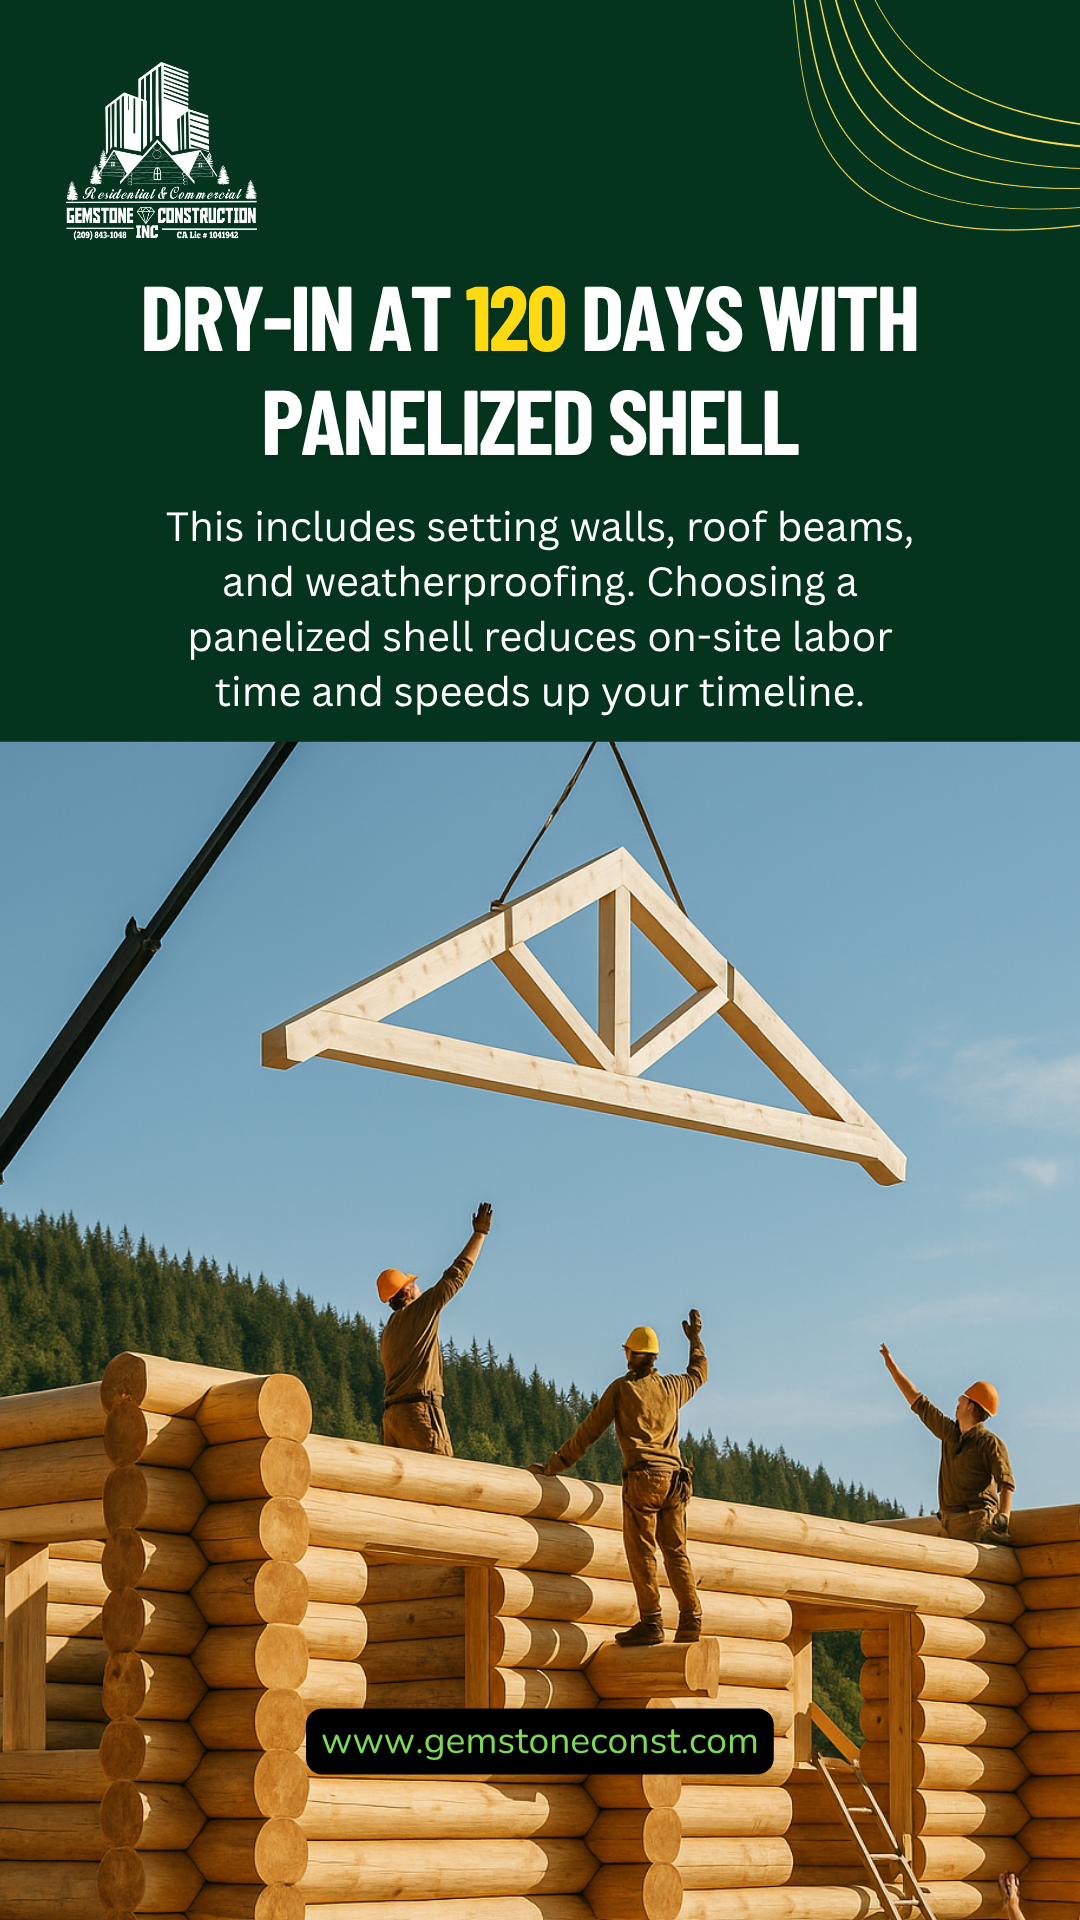 Residential & Commercial
GEMSTONE CONSTRUCTION
(209) 843-1048 INC CA Lic # 1041942
DRY-IN AT 120 DAYS WITH
PANELIZED SHELL
This includes setting walls, roof beams,
and weatherproofing. Choosing a
panelized shell reduces on-site labor
time and speeds up your timeline.
www.gemstoneconst.com